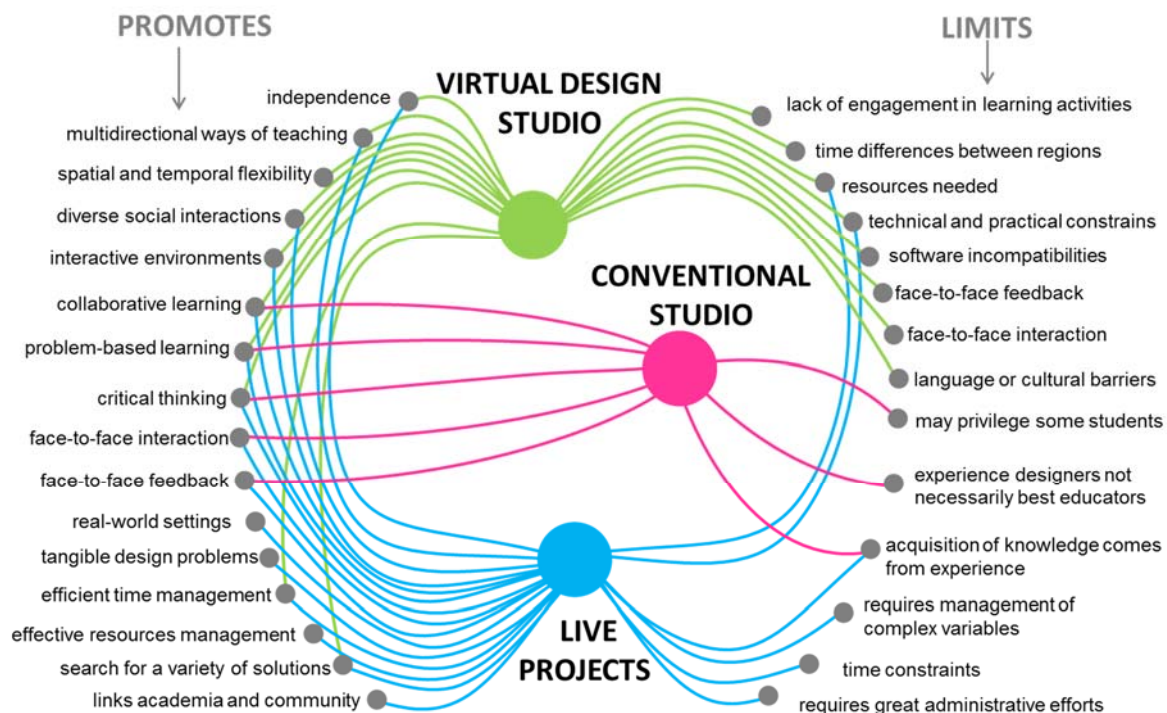 PROMOTES
independence
multidirectional ways of teaching
spatial and temporal flexibility
diverse social interactions
interactive environments
collaborative learning
problem-based learning
critical thinking
face-to-face interaction
face-to-face feedback
real-world settings
tangible design problems
efficient time management
effective resources management
search for a variety of solutions
links academia and community
VIRTUAL DESIGN
STUDIO
CONVENTIONAL
STUDIO
LIVE
PROJECTS
LIMITS
lack of engagement in learning activities
time differences between regions
resources needed
technical and practical constrains
software incompatibilities
face-to-face feedback
face-to-face interaction
language or cultural barriers
may privilege some students
experience designers not
necessarily best educators
acquisition of knowledge comes
from experience
requires management of
complex variables
time constraints
requires great administrative efforts